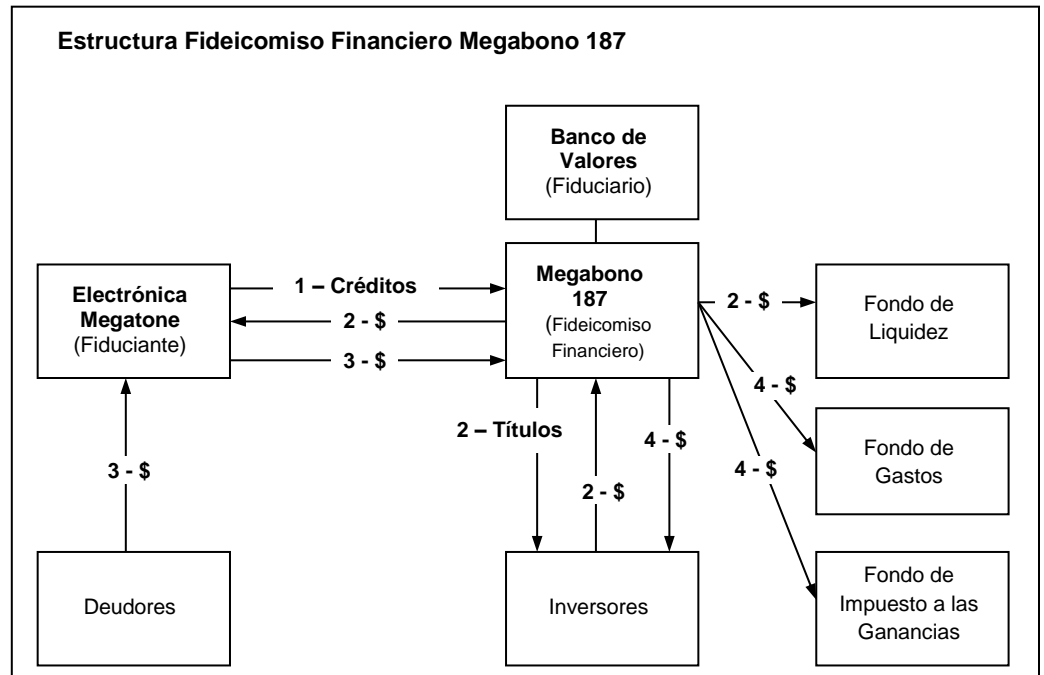 Estructura Fideicomiso Financiero Megabono 187
Banco de
Valores
(Fiduciario)
Electrónica
Megatone
(Fiduciante)
1 – Créditos
2 - $
3 - $
Megabono
187
(Fideicomiso
Financiero)
2 - $
Fondo de
Liquidez
4 - $
Fondo de
Gastos
4 - $
Fondo de
Impuesto a las
Ganancias
3 - $
2 – Títulos
2 - $
4 - $
Deudores
Inversores